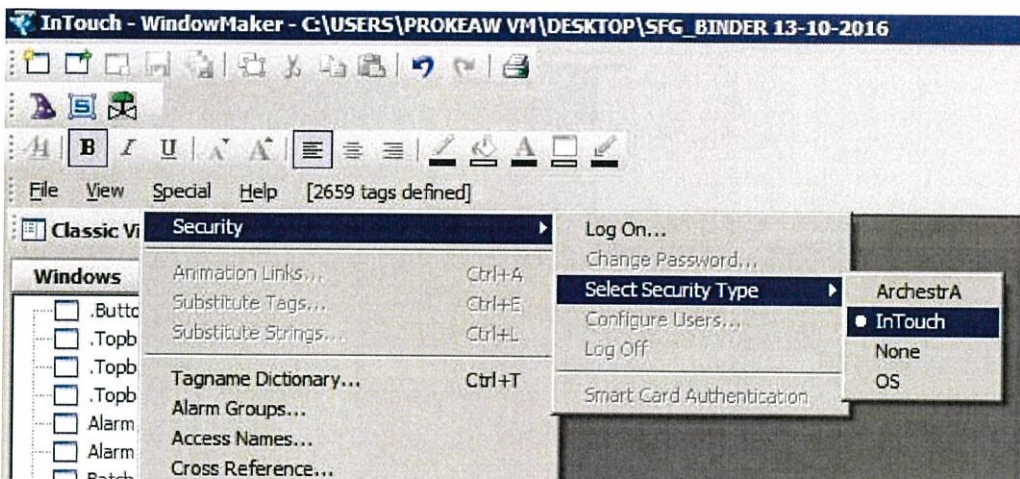 InTouch - WindowMaker - C:\USERS\PROKEAW VM\DESKTOP\SFG_BINDER 13-10-2016
B I U A A A
File View Special Help [2659 tags defined]
Classic Vi
Windows
.Butto
.Topb
.Topb
.Topb
Alarm
Alarm
Batch
Security
Animation Links... Ctrl+A
Substitute Tags... Ctrl+E
Substitute Strings... Ctrl+L
Tagname Dictionary... Ctrl+T
Alarm Groups...
Access Names...
Cross Reference...
Log On...
Change Password...
Select Security Type
Configure Users...
Log Off
Smart Card Authentication
ArchestrA
InTouch
None
OS